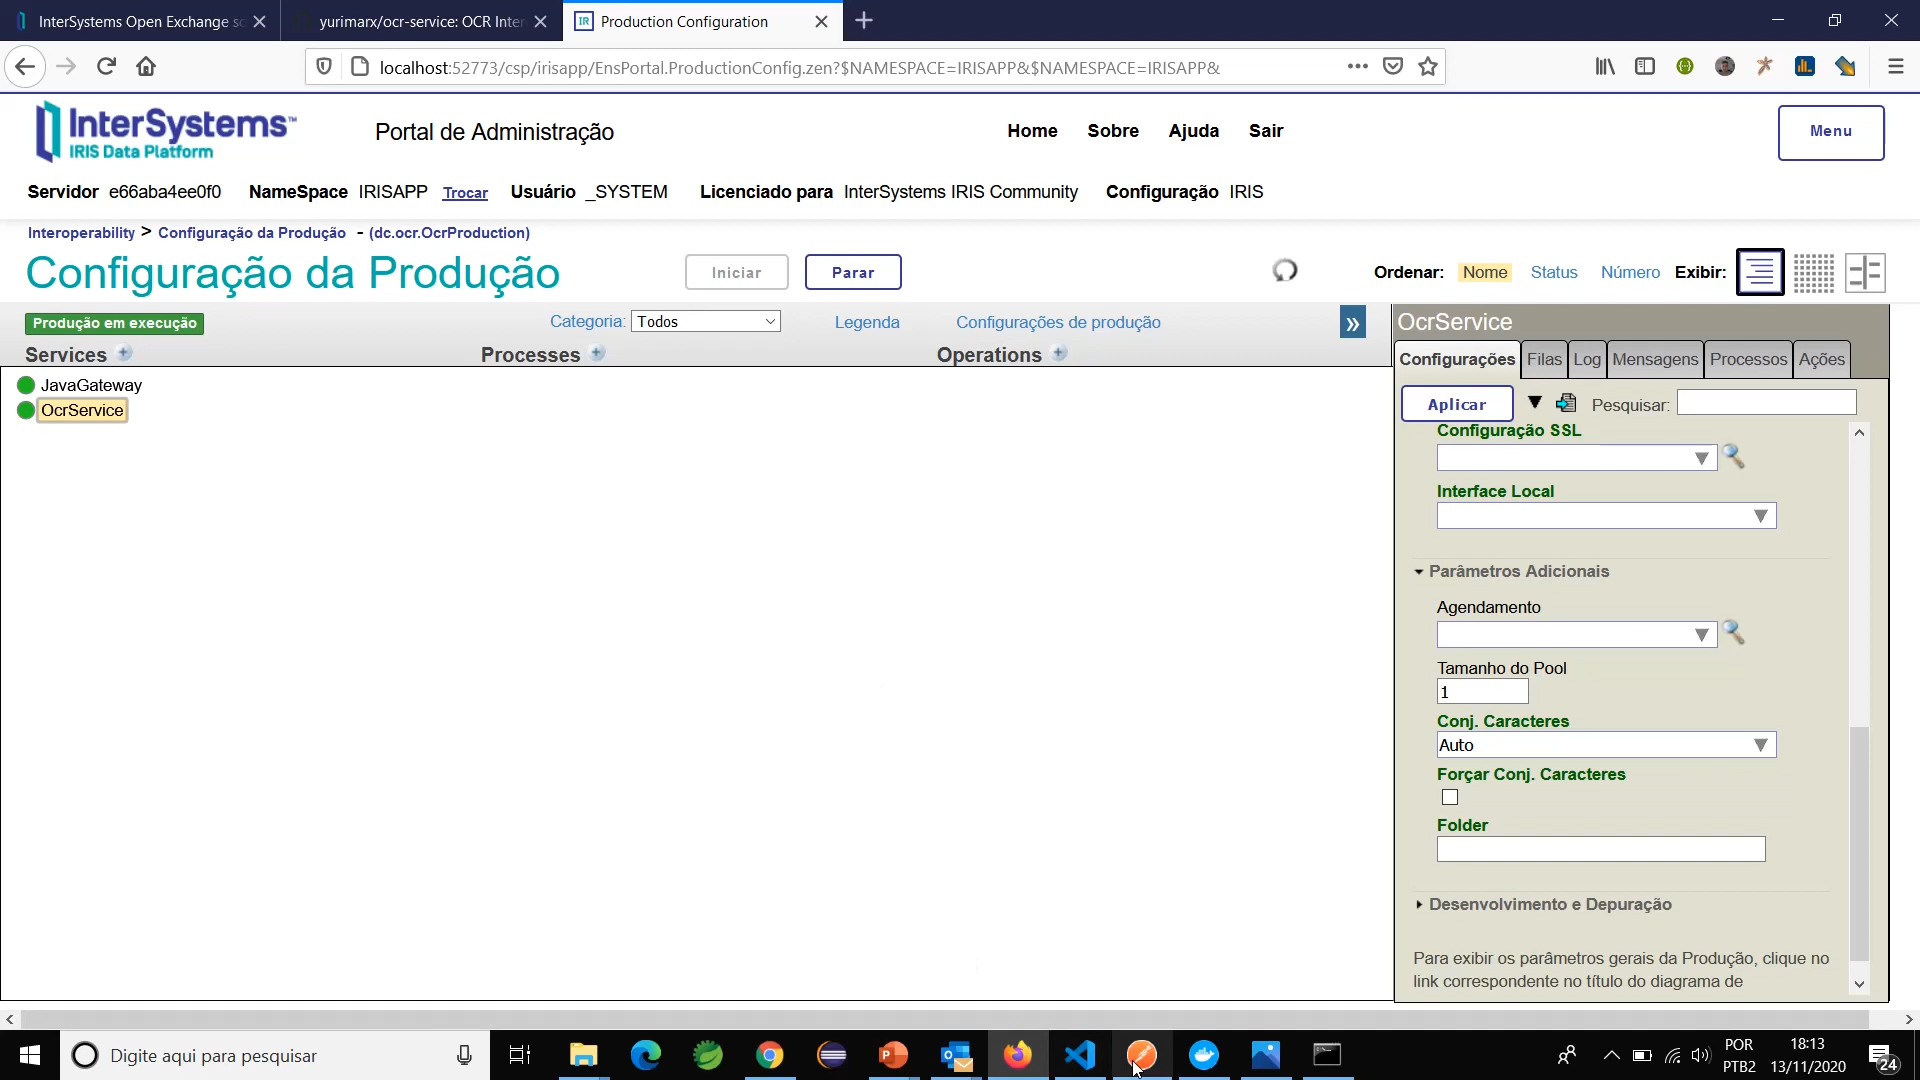 InterSystems Open Exchange sc
yurimarx/ocr-service: OCR Inter
IR Production Configuration
localhost:52773/csp/irisapp/EnsPortal.ProductionConfig.zen?$NAMESPACE=IRISAPP&$NAMESPACE=IRISAPP&
InterSystems™
IRIS Data Platform
Portal de Administração
Home Sobre Ajuda Sair
Menu
Servidor e66aba4ee0f0 NameSpace IRISAPP Trocar Usuário _SYSTEM Licenciado para InterSystems IRIS Community Configuração IRIS
Interoperability > Configuração da Produção - (dc.ocr.OcrProduction)
Configuração da Produção
Iniciar Parar
Ordenar: Nome Status Número Exibir:
Produção em execução
Categoria: Todos
Legenda
Configurações de produção
»
Services + Processes + Operations +
JavaGateway
OcrService
OcrService
Configurações Filas Log Mensagens Processos Ações
Aplicar
Pesquisar:
Configuração SSL
Interface Local
Parâmetros Adicionais
Agendamento
Tamanho do Pool
1
Conj. Caracteres
Auto
Forçar Conj. Caracteres
Folder
Desenvolvimento e Depuração
Para exibir os parâmetros gerais da Produção, clique no
link correspondente no título do diagrama de
Digite aqui para pesquisar
POR
PTB2
18:13
13/11/2020
24